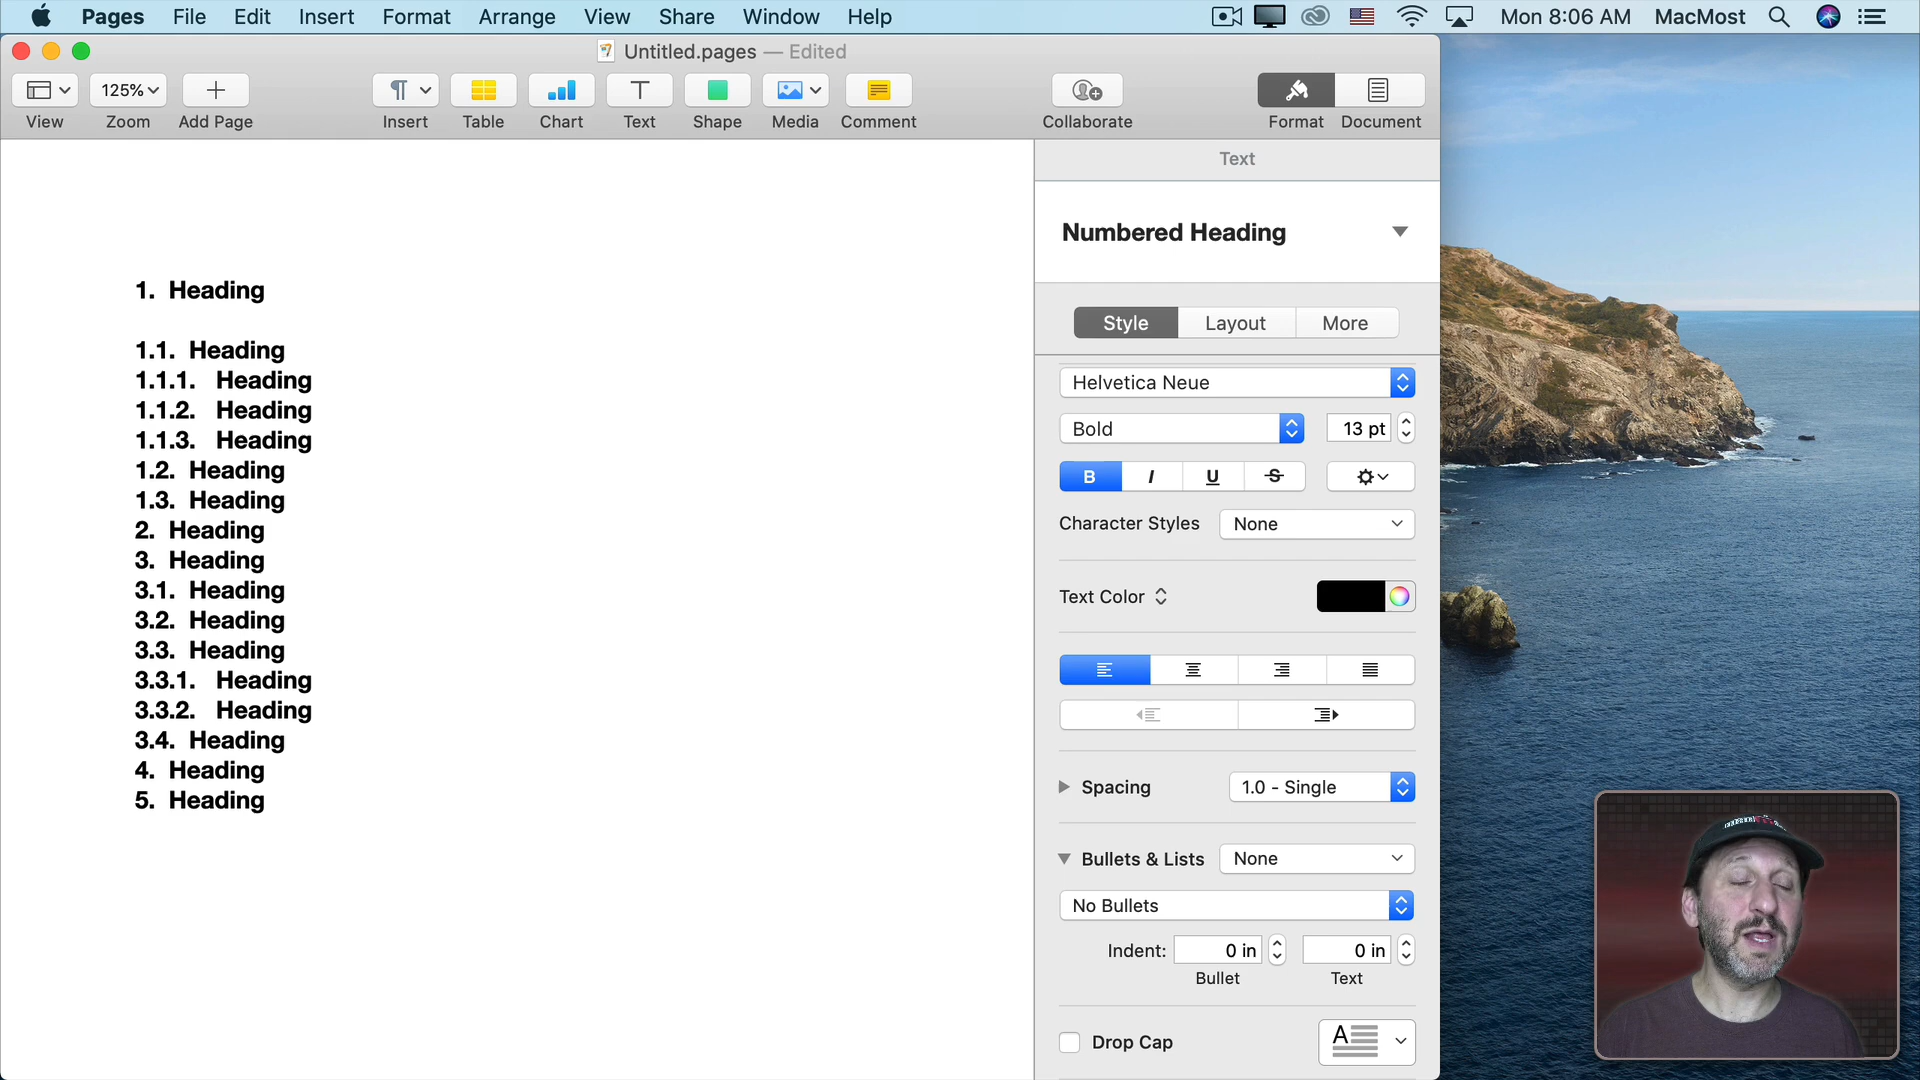 Pages File Edit Insert Format Arrange View Share Window Help Mon 8:06 AM MacMost
Untitled.pages — Edited
125%
View Zoom Add Page Insert Table Chart Text Shape Media Comment Collaborate Format Document
Text
Numbered Heading
Style Layout More
Helvetica Neue
Bold 13 pt
B I U S
Character Styles None
Text Color
Spacing 1.0 - Single
Bullets & Lists None
No Bullets
Indent: 0 in 0 in
Bullet Text
Drop Cap A
1. Heading
1.1. Heading
1.1.1. Heading
1.1.2. Heading
1.1.3. Heading
1.2. Heading
1.3. Heading
2. Heading
3. Heading
3.1. Heading
3.2. Heading
3.3. Heading
3.3.1. Heading
3.3.2. Heading
3.4. Heading
4. Heading
5. Heading